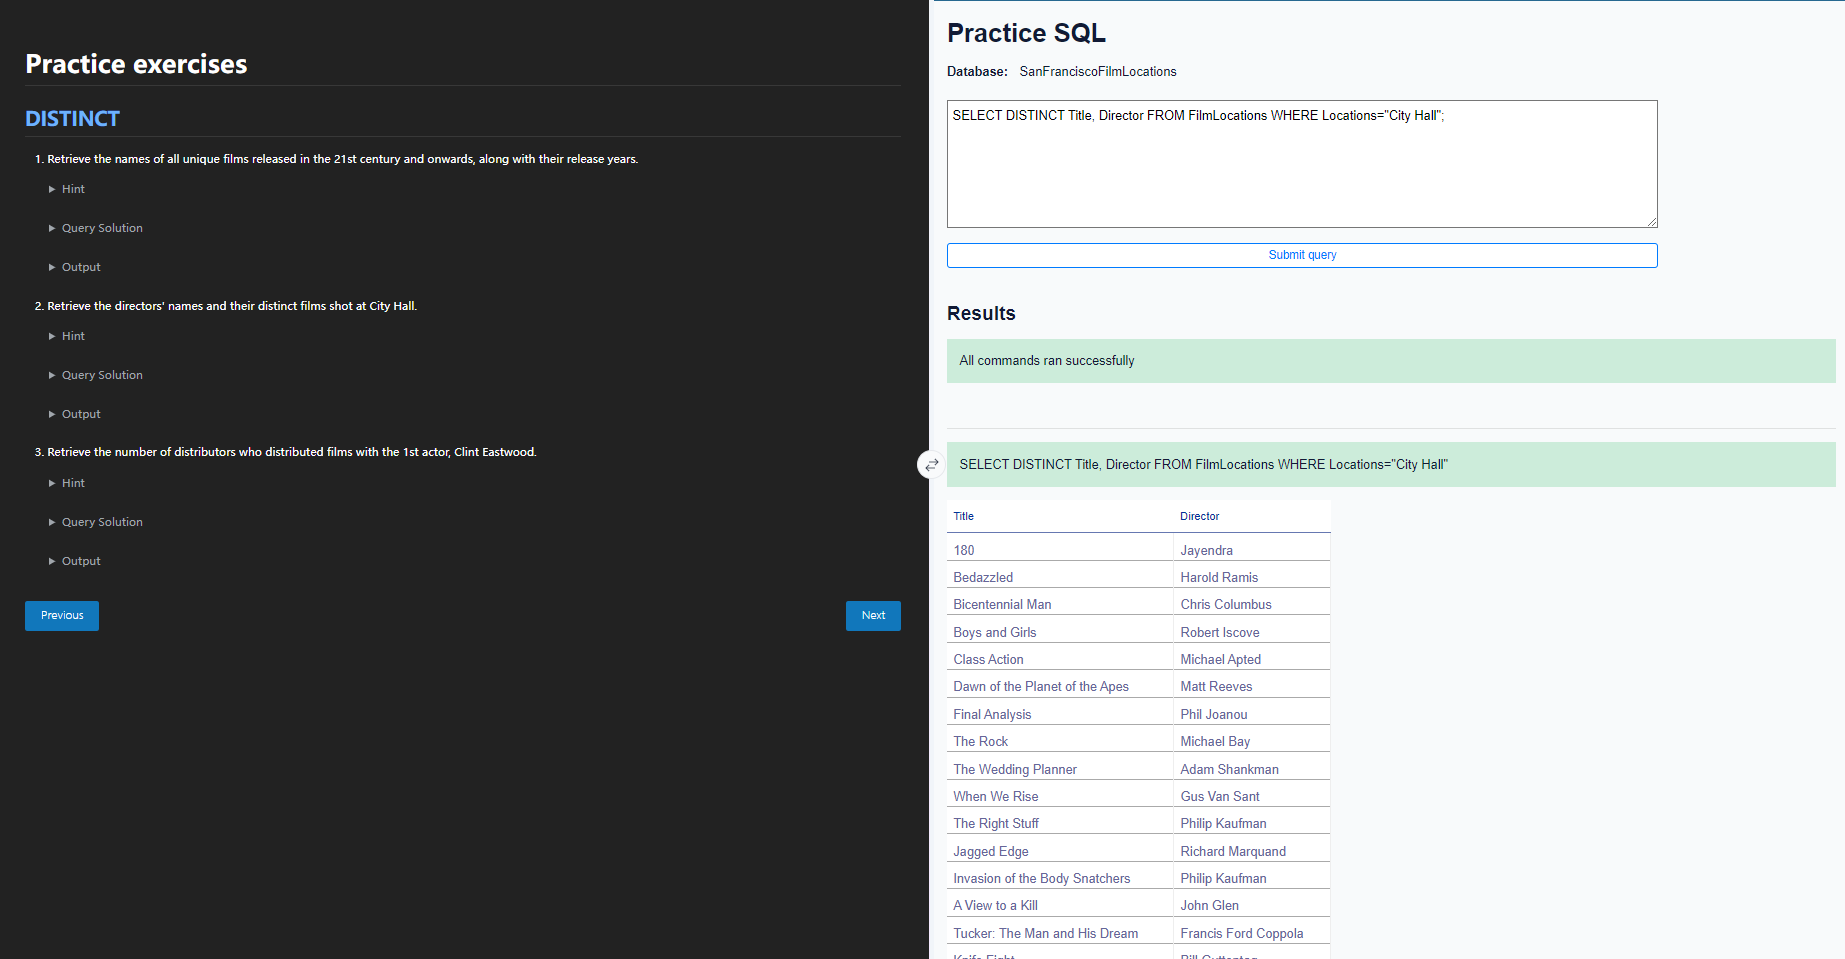 Practice exercises
DISTINCT
1. Retrieve the names of all unique films released in the 21st century and onwards, along with their release years.
Hint
Query Solution
Output
2. Retrieve the directors' names and their distinct films shot at City Hall.
Hint
Query Solution
Output
3. Retrieve the number of distributors who distributed films with the 1st actor, Clint Eastwood.
Hint
Query Solution
Output
Previous
Next
Practice SQL
Database: SanFranciscoFilmLocations
SELECT DISTINCT Title, Director FROM FilmLocations WHERE Locations="City Hall";
Submit query
Results
All commands ran successfully
SELECT DISTINCT Title, Director FROM FilmLocations WHERE Locations="City Hall"
Title Director
180 Jayendra
Bedazzled Harold Ramis
Bicentennial Man Chris Columbus
Boys and Girls Robert Iscove
Class Action Michael Apted
Dawn of the Planet of the Apes Matt Reeves
Final Analysis Phil Joanou
The Rock Michael Bay
The Wedding Planner Adam Shankman
When We Rise Gus Van Sant
The Right Stuff Philip Kaufman
Jagged Edge Richard Marquand
Invasion of the Body Snatchers Philip Kaufman
A View to a Kill John Glen
Tucker: The Man and His Dream Francis Ford Coppola